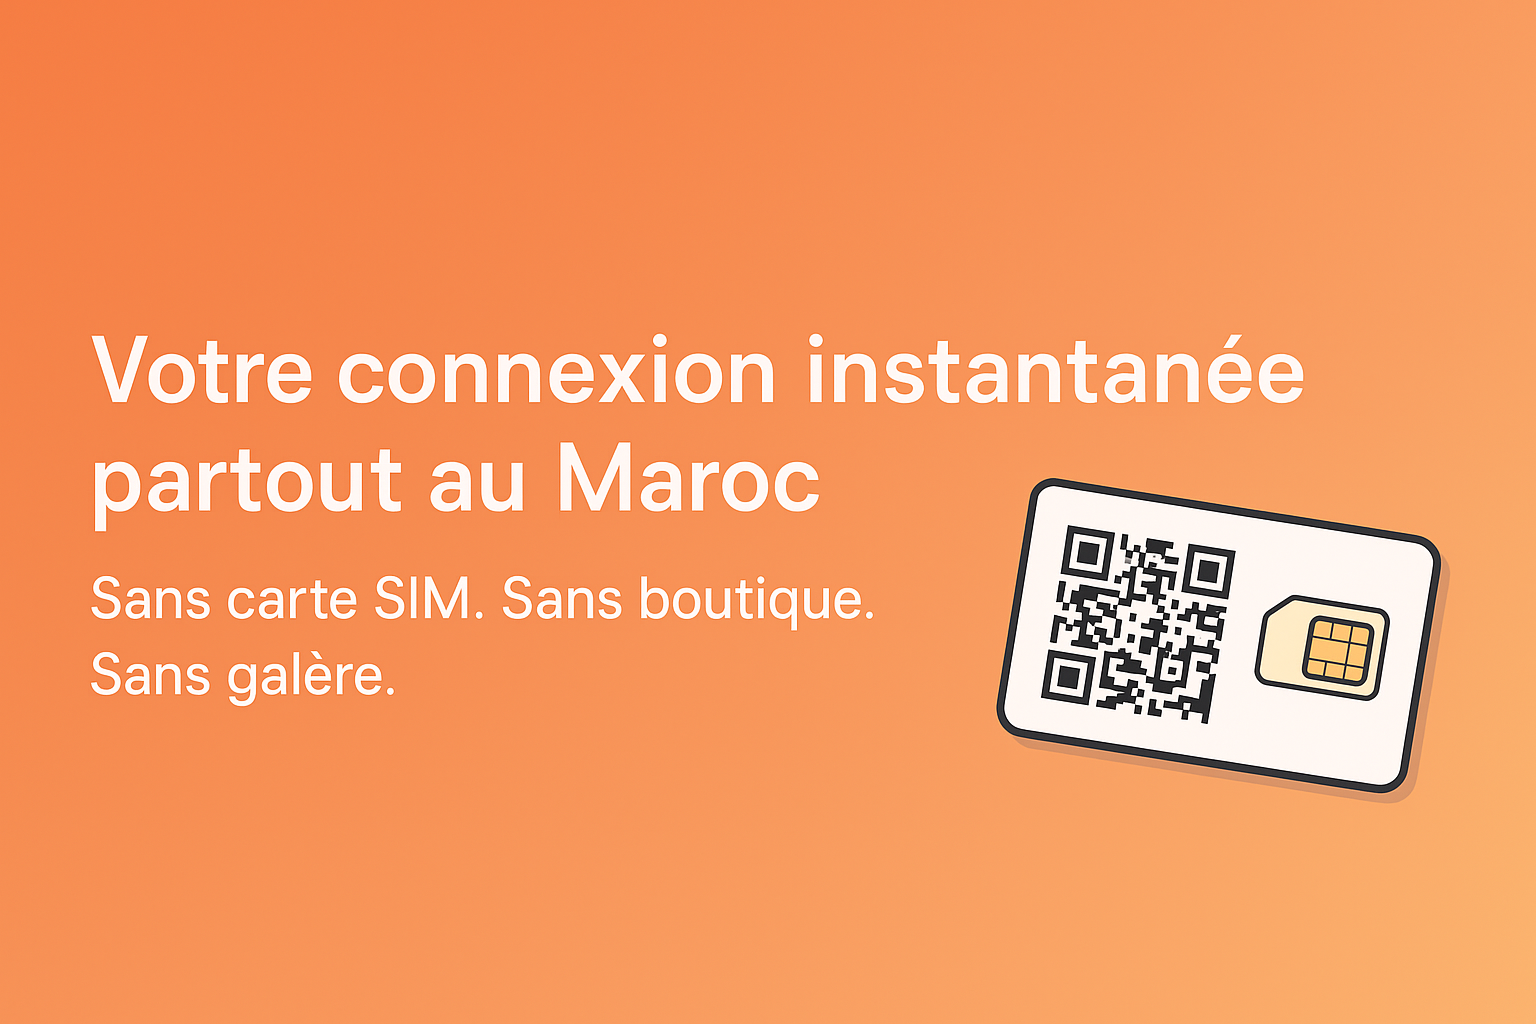 Votre connexion instantanée
partout au Maroc
Sans carte SIM. Sans boutique.
Sans galère.